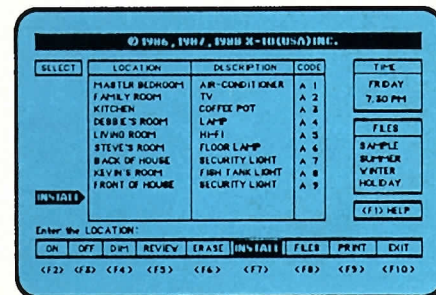 © 1986, 1987, 1988 X-10(USA)INC.
SELECT LOCATION DESCRIPTION CODE TIME
MASTER BEDROOM AIR-CONDITIONER A 1 FRIDAY
FAMILY ROOM TV A 2 7:30 PM
KITCHEN COFFEE POT A 3
DEBBIE'S ROOM LAMP A 4
LIVING ROOM HI-FI A 5 FILES
STEVE'S ROOM FLOOR LAMP A 6 SAMPLE
BACK OF HOUSE SECURITY LIGHT A 7 SUMMER
KEVIN'S ROOM FISH TANK LIGHT A 8 WINTER
FRONT OF HOUSE SECURITY LIGHT A 9 HOLIDAY
INSTALL
(F1) HELP
Enter the LOCATION:
ON OFF DIM REVIEW ERASE INSTALL FILES PRINT EXIT
<F2> <F3> <F4> <F5> <F6> <F7> <F8> <F9> <F10>